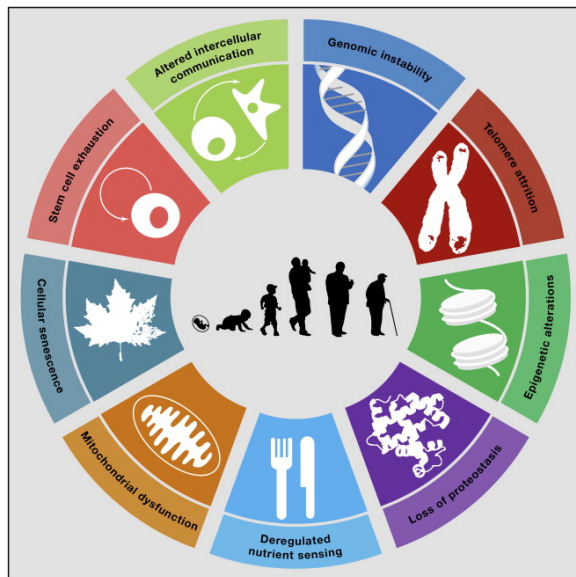 Genomic instability
Telomere attrition
Epigenetic alterations
Loss of proteostasis
Deregulated
nutrient sensing
Mitochondrial dysfunction
Cellular senescence
Stem cell exhaustion
Altered intercellular
communication